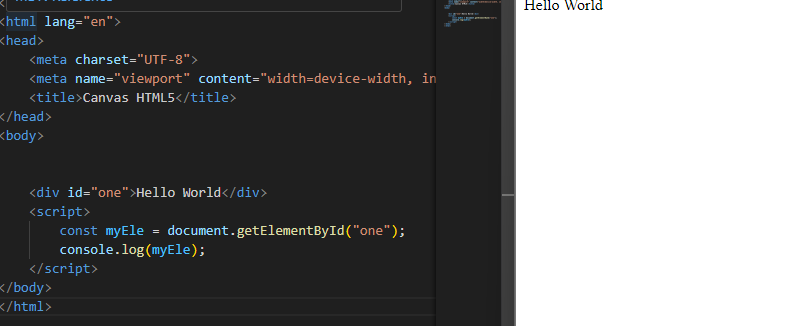 <html lang="en">
<head>
<meta charset="UTF-8">
<meta name="viewport" content="width=device-width, in
<title>Canvas HTML5</title>
</head>
<body>
<div id="one">Hello World</div>
<script>
const myEle = document.getElementById("one");
console.log(myEle);
</script>
</body>
</html>
Hello World